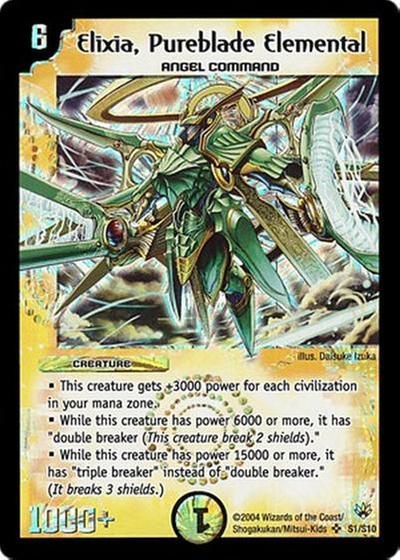 6
Elixia, Pureblade Elemental
ANGEL COMMAND
illus. Daisuke Izuka
CREATURE
▪ This creature gets +3000 power for each civilization
in your mana zone.
▪ While this creature has power 6000 or more, it has
"double breaker (This creature break 2 shields)."
▪ While this creature has power 15000 or more, it
has "triple breaker" instead of "double breaker."
(It breaks 3 shields.)
1000+
1
©2004 Wizards of the Coast/
Shogakukan/Mitsui-Kids S1/S10